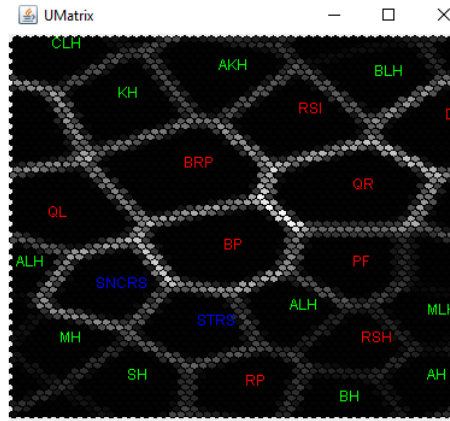 UMatrix
CLH
AKH
BLH
KH
RSI
BRP
QL
QR
BP
ALH
PF
SNCRS
ALH
STRS
MLH
MH
RSH
SH
RP
AH
BH